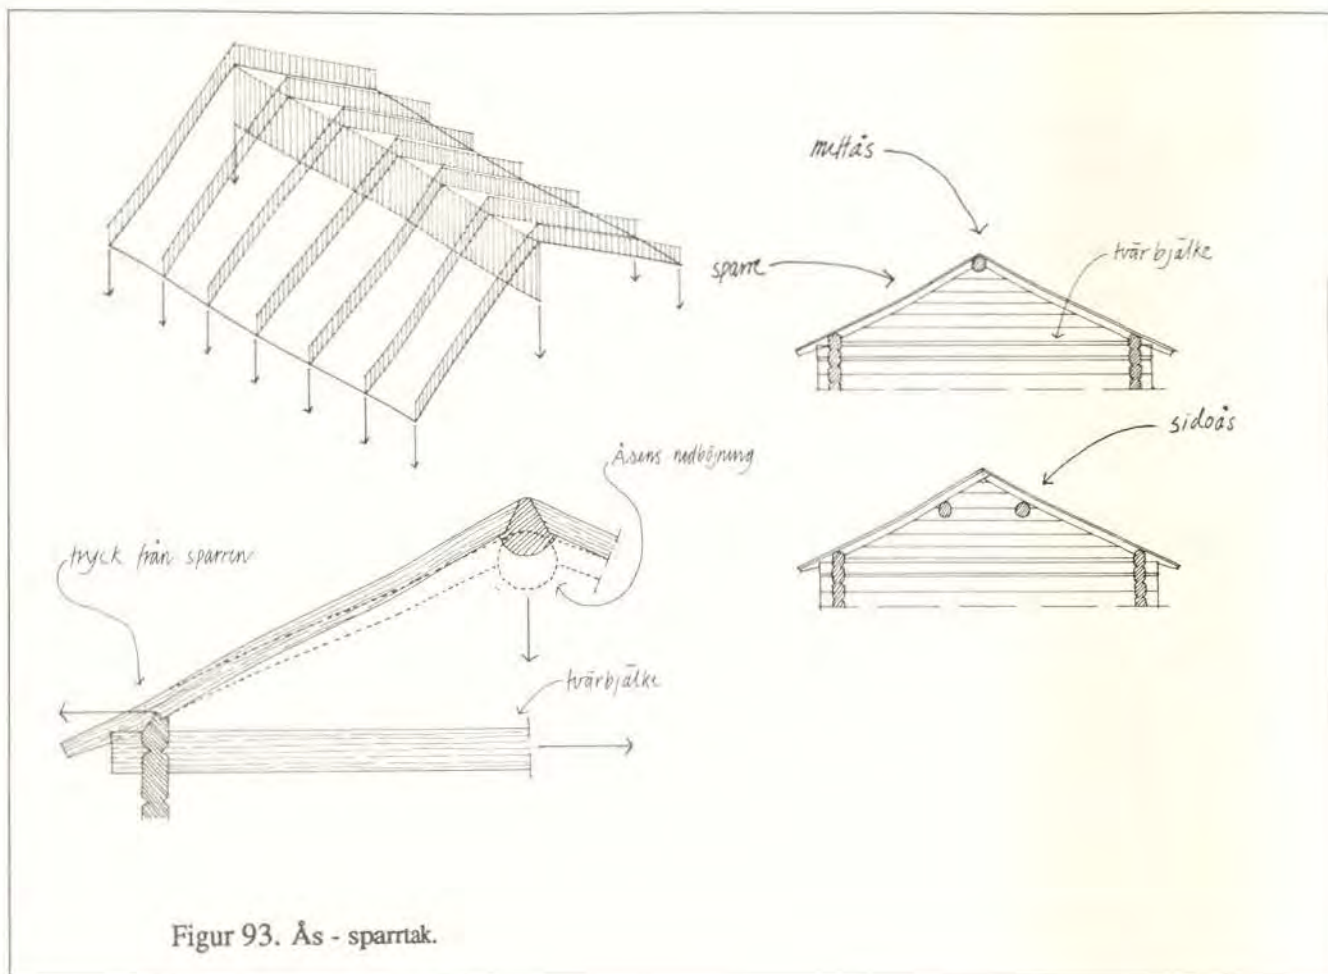 mittås
sparre
tvärbjälke
sidoås
Åsens nedböjning
tryck från sparren
tvärbjälke
Figur 93. Ås - sparrtak.